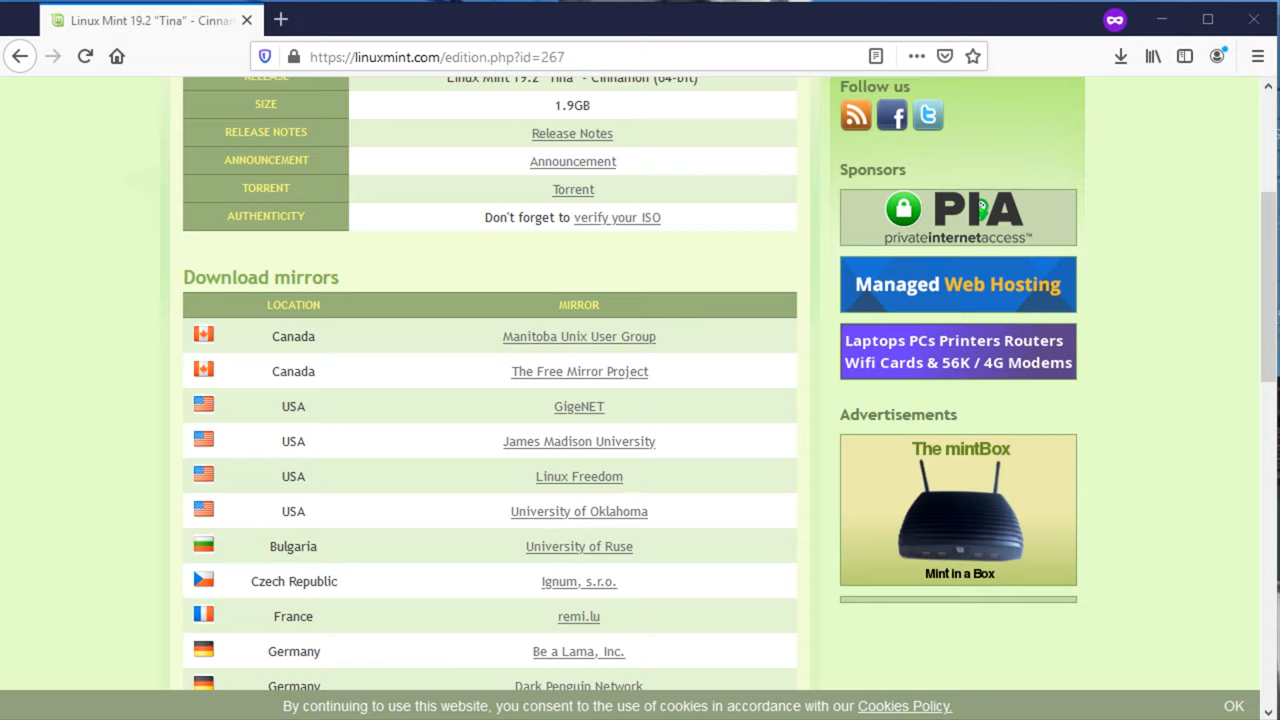 Linux Mint 19.2 "Tina" - Cinnam
https://linuxmint.com/edition.php?id=267
RELEASE Linux Mint 19.2 "Tina" - Cinnamon (64-bit)
SIZE 1.9GB
RELEASE NOTES Release Notes
ANNOUNCEMENT Announcement
TORRENT Torrent
AUTHENTICITY Don't forget to verify your ISO
Download mirrors
LOCATION MIRROR
Canada Manitoba Unix User Group
Canada The Free Mirror Project
USA GigeNET
USA James Madison University
USA Linux Freedom
USA University of Oklahoma
Bulgaria University of Ruse
Czech Republic Ignum, s.r.o.
France remi.lu
Germany Be a Lama, Inc.
Germany Dark Penguin Network
Follow us
Sponsors
PIA
privateinternetaccess™
Managed Web Hosting
Laptops PCs Printers Routers
Wifi Cards & 56K / 4G Modems
Advertisements
The mintBox
Mint in a Box
By continuing to use this website, you consent to the use of cookies in accordance with our Cookies Policy. OK